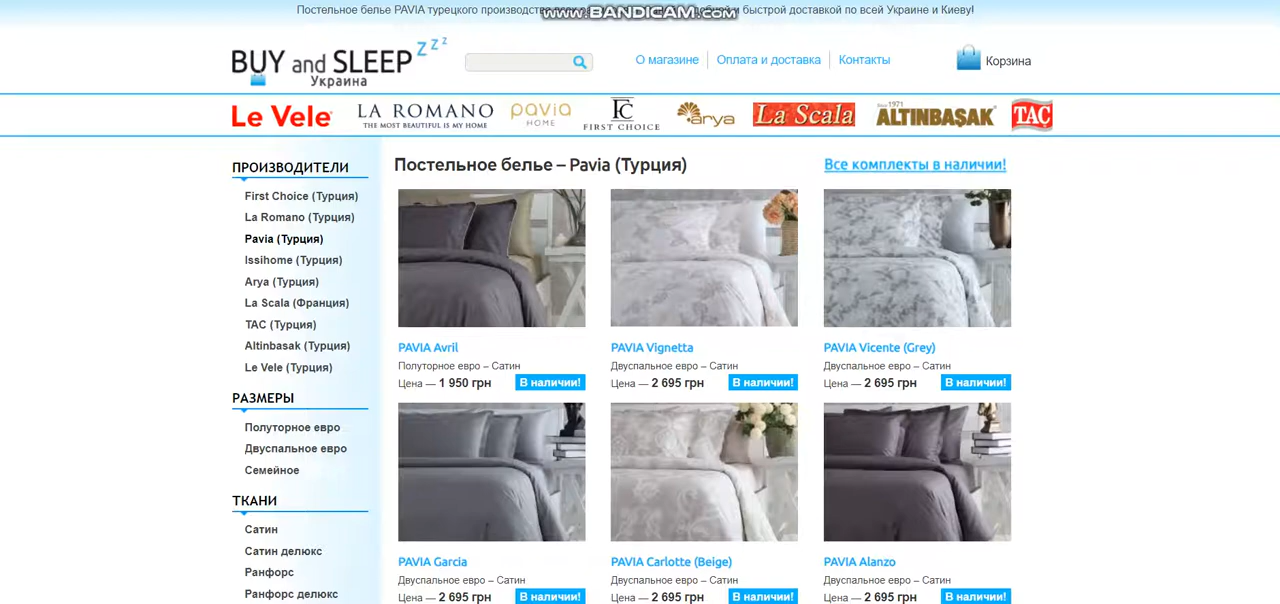 Постельное белье PAVIA турецкого производства
www.BANDICAM.com
и быстрой доставкой по всей Украине и Киеву!
BUY and SLEEP z z z
Украина
О магазине
Оплата и доставка
Контакты
Корзина
Le Vele
LA ROMANO
THE MOST BEAUTIFUL IS MY HOME
pavia
HOME
FC
FIRST CHOICE
arya
La Scala
Since 1971
ALTINBAŞAK
TAÇ
ПРОИЗВОДИТЕЛИ
First Choice (Турция)
La Romano (Турция)
Pavia (Турция)
Issihome (Турция)
Arya (Турция)
La Scala (Франция)
TAC (Турция)
Altinbasak (Турция)
Le Vele (Турция)
РАЗМЕРЫ
Полуторное евро
Двуспальное евро
Семейное
ТКАНИ
Сатин
Сатин делюкс
Ранфорс
Ранфорс делюкс
Постельное белье – Pavia (Турция)
Все комплекты в наличии!
PAVIA Avril
Полуторное евро – Сатин
Цена — 1 950 грн
В наличии!
PAVIA Vignetta
Двуспальное евро – Сатин
Цена — 2 695 грн
В наличии!
PAVIA Vicente (Grey)
Двуспальное евро – Сатин
Цена — 2 695 грн
В наличии!
PAVIA Garcia
Двуспальное евро – Сатин
Цена — 2 695 грн
В наличии!
PAVIA Carlotte (Beige)
Двуспальное евро – Сатин
Цена — 2 695 грн
В наличии!
PAVIA Alanzo
Двуспальное евро – Сатин
Цена — 2 695 грн
В наличии!